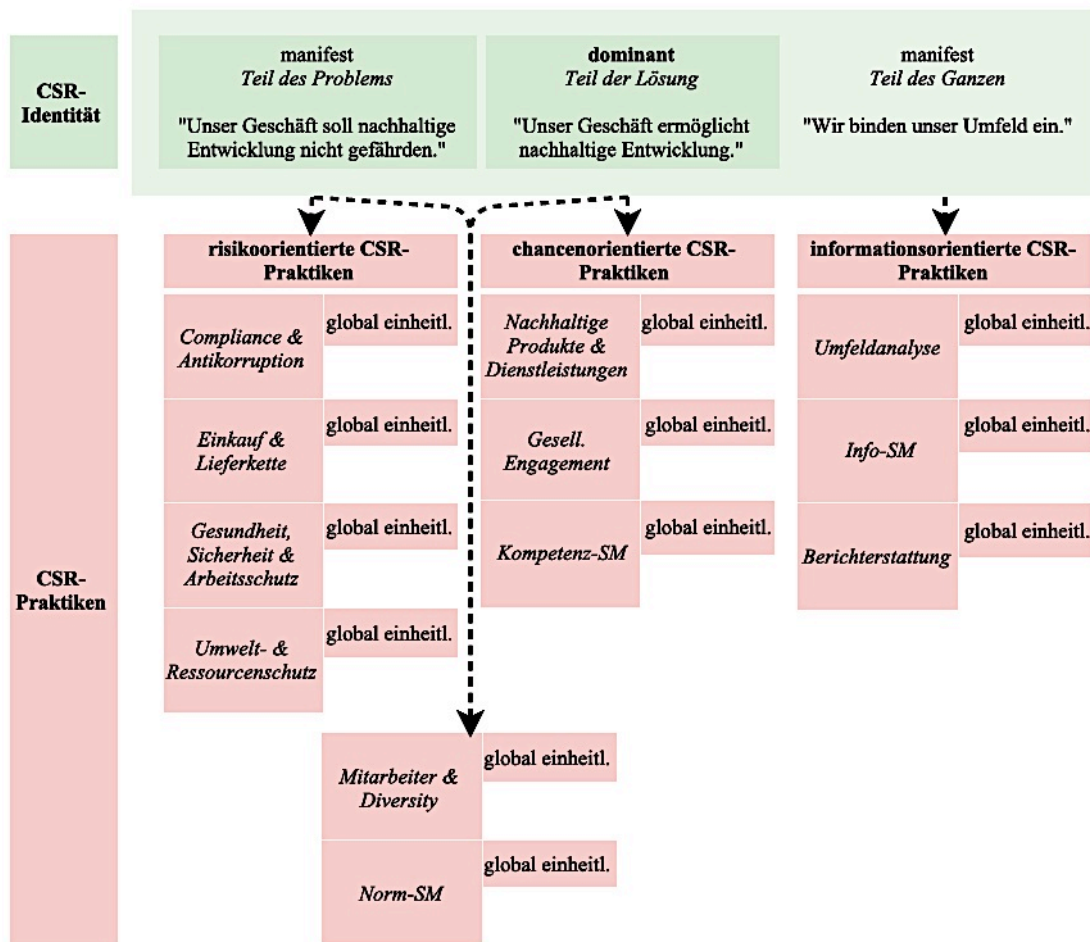 CSR-
Identität
manifest
Teil des Problems
"Unser Geschäft soll nachhaltige
Entwicklung nicht gefährden."
dominant
Teil der Lösung
"Unser Geschäft ermöglicht
nachhaltige Entwicklung."
manifest
Teil des Ganzen
"Wir binden unser Umfeld ein."
CSR-
Praktiken
risikoorientierte CSR-
Praktiken
Compliance &
Antikorruption
global einheitl.
Einkauf &
Lieferkette
global einheitl.
Gesundheit,
Sicherheit &
Arbeitsschutz
global einheitl.
Umwelt- &
Ressourcenschutz
global einheitl.
chancenorientierte CSR-
Praktiken
Nachhaltige
Produkte &
Dienstleistungen
global einheitl.
Gesell.
Engagement
global einheitl.
Kompetenz-SM
global einheitl.
informationsorientierte CSR-
Praktiken
Umfeldanalyse
global einheitl.
Info-SM
global einheitl.
Berichterstattung
global einheitl.
Mitarbeiter &
Diversity
global einheitl.
Norm-SM
global einheitl.